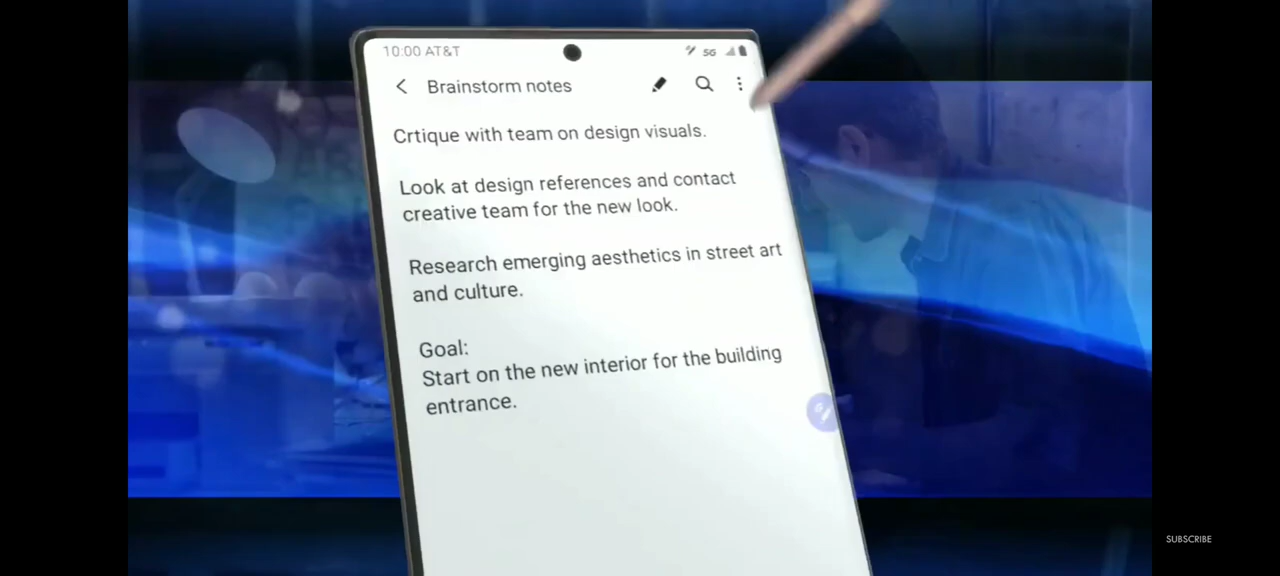 10:00 AT&T 5G
Brainstorm notes
Crtique with team on design visuals.
Look at design references and contact
creative team for the new look.
Research emerging aesthetics in street art
and culture.
Goal:
Start on the new interior for the building
entrance.
SUBSCRIBE